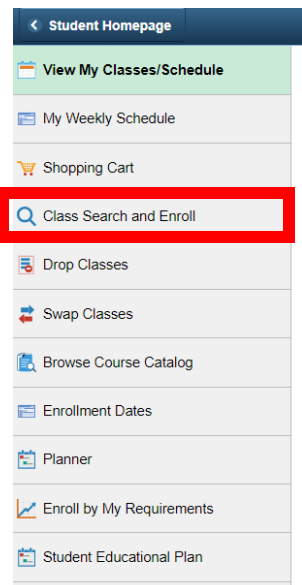 Student Homepage
View My Classes/Schedule
My Weekly Schedule
Shopping Cart
Class Search and Enroll
Drop Classes
Swap Classes
Browse Course Catalog
Enrollment Dates
Planner
Enroll by My Requirements
Student Educational Plan